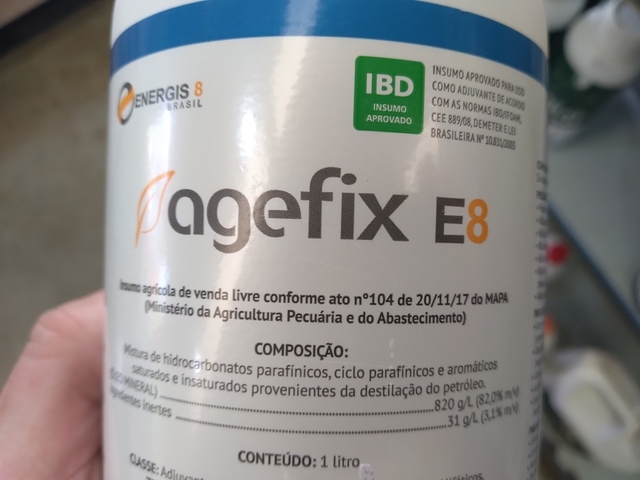 ENERGIS 8
BRASIL
IBD
INSUMO
APROVADO
INSUMO APROVADO PARA USO
COMO ADJUVANTE DE ACORDO
COM AS NORMAS IBD/IFOAM,
CEE 889/08, DEMETER E LEI
BRASILEIRA Nº 10.831/2003
agefix E8
Insumo agrícola de venda livre conforme ato nº104 de 20/11/17 do MAPA
(Ministério da Agricultura Pecuária e do Abastecimento)
COMPOSIÇÃO:
Mistura de hidrocarbonatos parafínicos, ciclo parafínicos e aromáticos
saturados e insaturados provenientes da destilação do petróleo.
(ÓLEO MINERAL) ........ 820 g/L (82,0% m/v)
Ingredientes Inertes ........ 31 g/L (3,1% m/v)
CONTEÚDO: 1 litro
CLASSE: